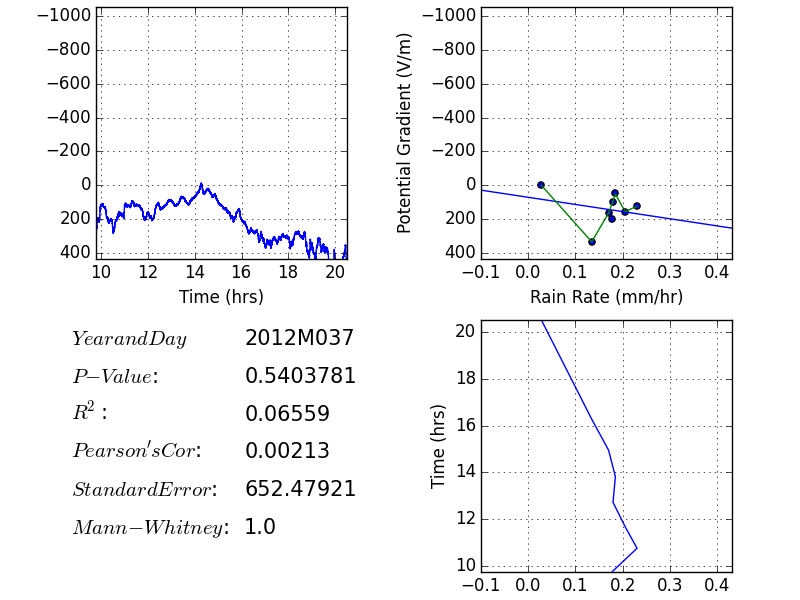 −1000
−800
−600
−400
−200
0
200
400
10 12 14 16 18 20
Time (hrs)
Potential Gradient (V/m)
−1000
−800
−600
−400
−200
0
200
400
−0.1 0.0 0.1 0.2 0.3 0.4
Rain Rate (mm/hr)
YearandDay 2012M037
P−Value: 0.5403781
R²: 0.06559
Pearson'sCor: 0.00213
StandardError: 652.47921
Mann−Whitney: 1.0
Time (hrs)
20
18
16
14
12
10
−0.1 0.0 0.1 0.2 0.3 0.4